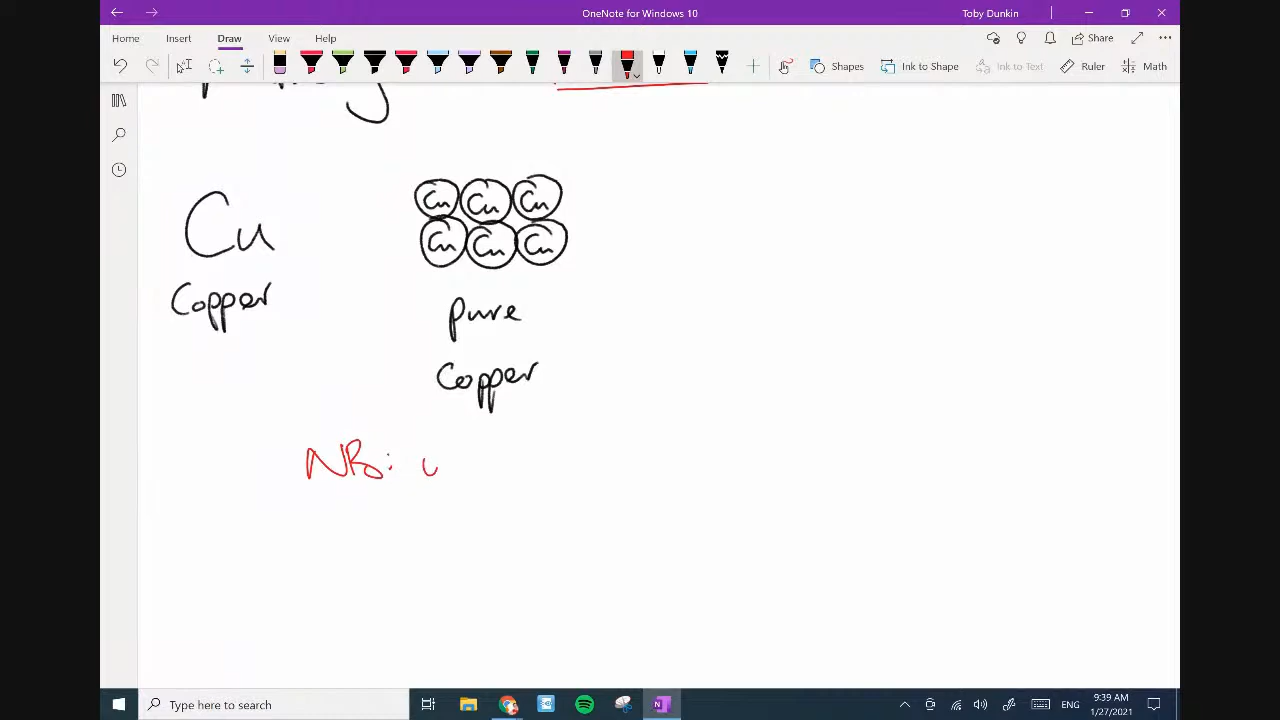 OneNote for Windows 10
Toby Dunkin
Home Insert Draw View Help
Share
Shapes
Ink to Shape
Ink to Text
Ruler
Math
Cu Cu Cu
Cu Cu Cu
Cu
Copper
pure
Copper
NB:
Type here to search
ENG
9:39 AM
1/27/2021